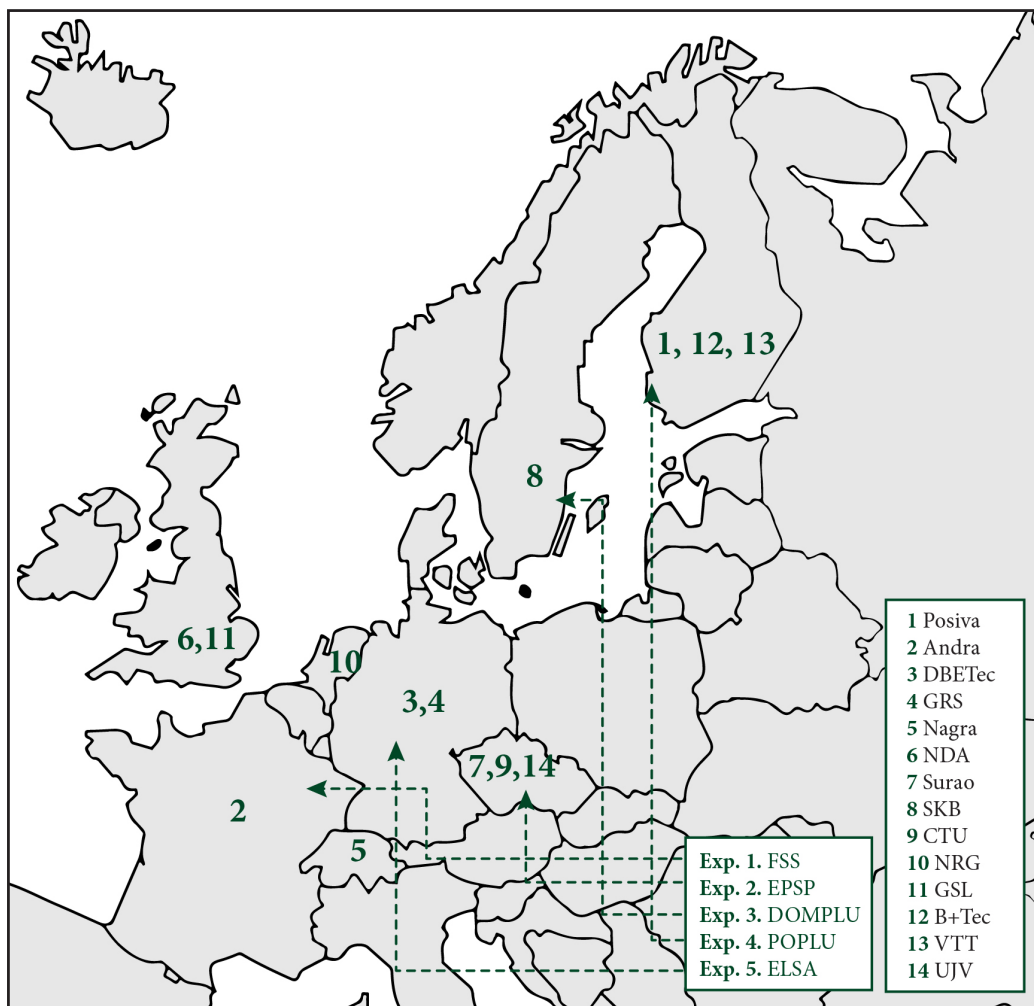 1, 12, 13
8
6,11
10
3,4
7,9,14
2
5
Exp. 1. FSS
Exp. 2. EPSP
Exp. 3. DOMPLU
Exp. 4. POPLU
Exp. 5. ELSA
1 Posiva
2 Andra
3 DBETec
4 GRS
5 Nagra
6 NDA
7 Surao
8 SKB
9 CTU
10 NRG
11 GSL
12 B+Tec
13 VTT
14 UJV